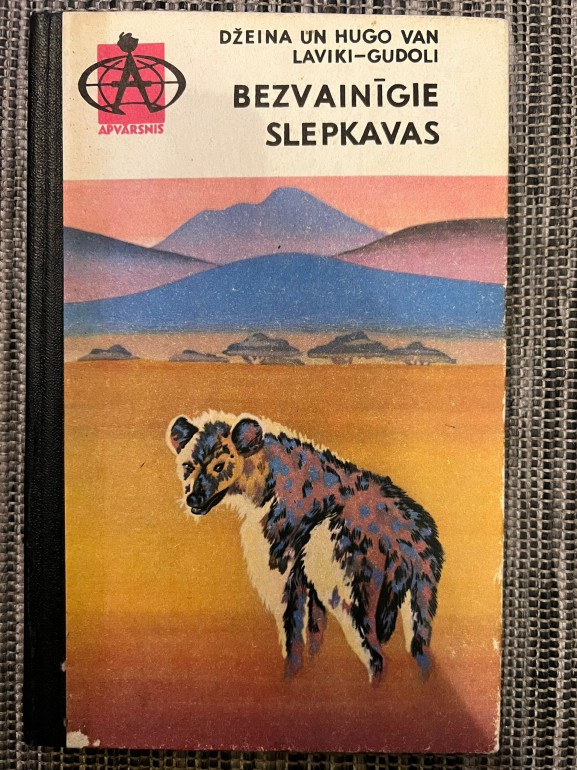 APVĀRSNIS
DŽEINA UN HUGO VAN
LAVIKI–GUDOLI
BEZVAINĪGIE
SLEPKAVAS